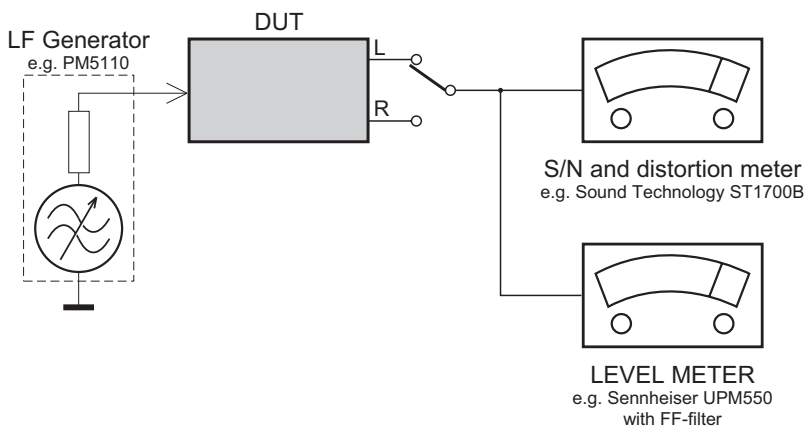 DUT
LF Generator
e.g. PM5110
L
R
S/N and distortion meter
e.g. Sound Technology ST1700B
LEVEL METER
e.g. Sennheiser UPM550
with FF-filter